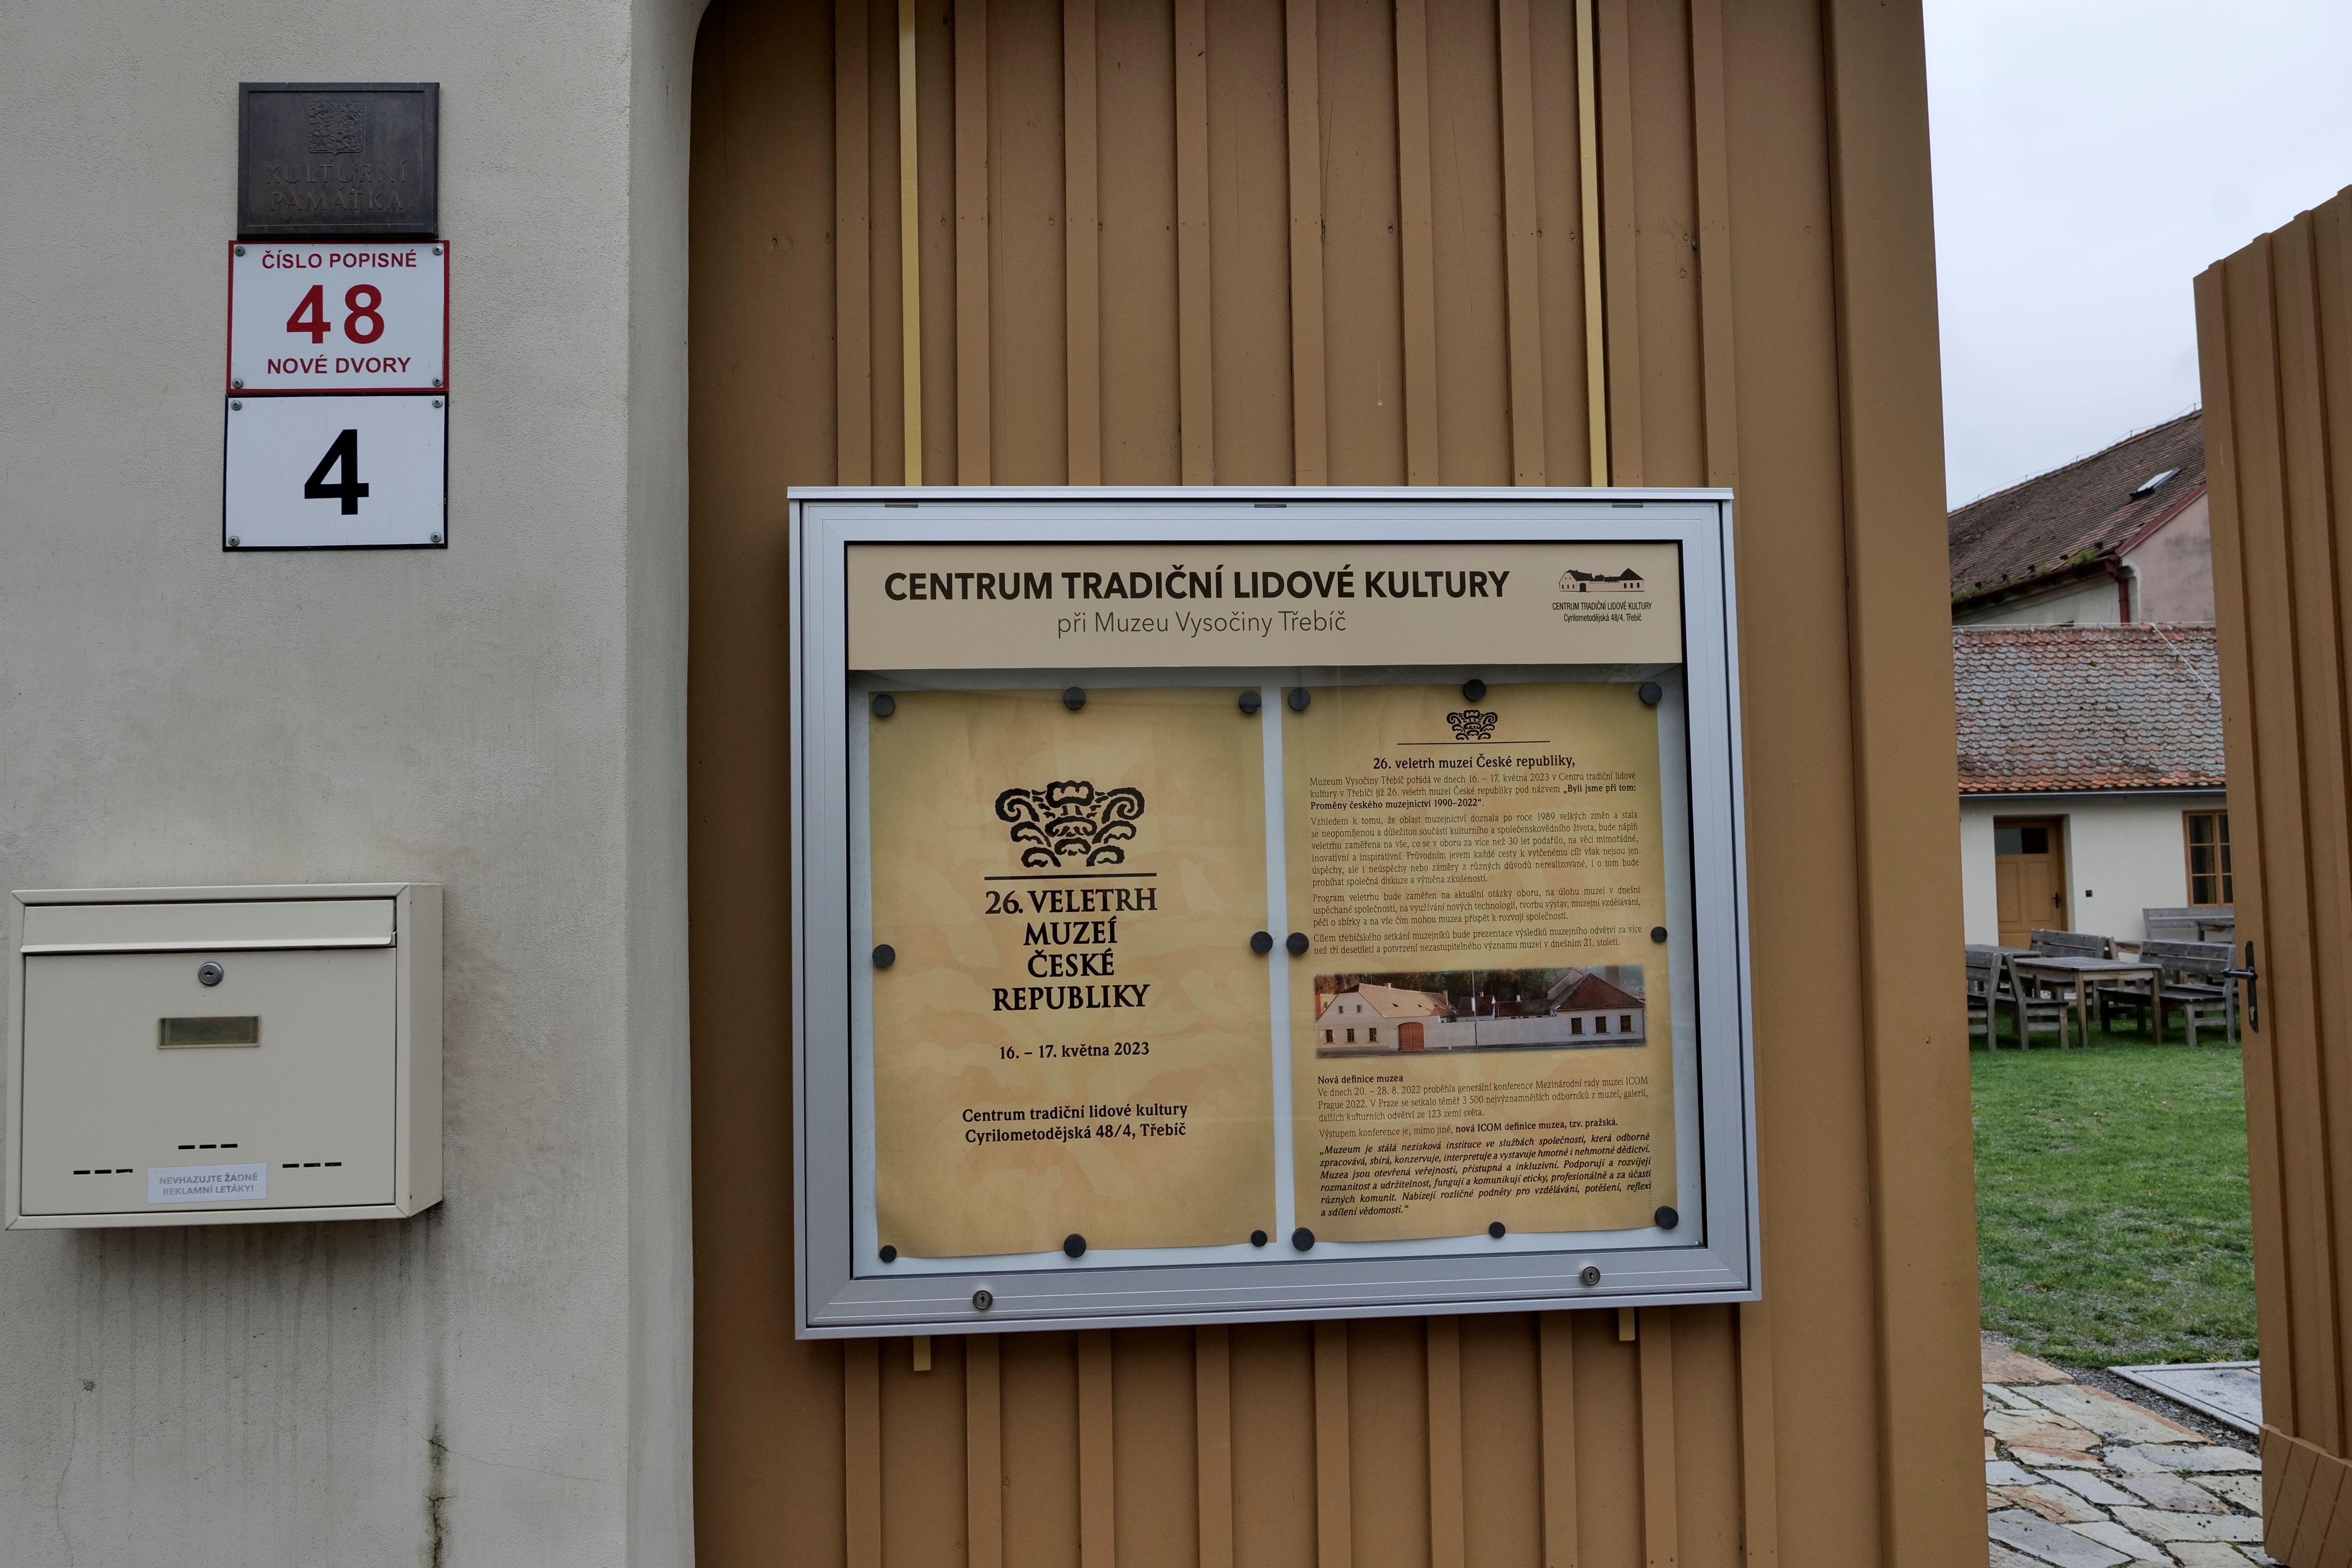 KULTURNÍ
PAMÁTKA
ČÍSLO POPISNÉ
48
NOVÉ DVORY
4
NEVHAZUJTE ŽÁDNÉ
REKLAMNÍ LETÁKY!
CENTRUM TRADIČNÍ LIDOVÉ KULTURY
při Muzeu Vysočiny Třebíč
CENTRUM TRADIČNÍ LIDOVÉ KULTURY
Cyrilometodějská 48/4, Třebíč
26. VELETRH
MUZEÍ
ČESKÉ
REPUBLIKY
16. – 17. května 2023
Centrum tradiční lidové kultury
Cyrilometodějská 48/4, Třebíč
26. veletrh muzeí České republiky,
Muzeum Vysočiny Třebíč pořádá ve dnech 16. – 17. května 2023 v Centru tradiční lidové
kultury v Třebíči již 26. veletrh muzeí České republiky pod názvem „Byli jsme při tom:
Proměny českého muzejnictví 1990–2022“.
Vzhledem k tomu, že oblast muzejnictví doznala po roce 1989 velkých změn a stala
se neopomíjenou a důležitou součástí kulturního a společenskovědního života, bude náplň
veletrhu zaměřena na vše, co se v oboru za více než 30 let podařilo, na věci mimořádné,
inovativní a inspirativní. Průvodním jevem každé cesty k vytčenému cíli však nejsou jen
úspěchy, ale i neúspěchy nebo záměry z různých důvodů nerealizované, i o tom bude
probíhat společná diskuze a výměna zkušeností.
Program veletrhu bude zaměřen na aktuální otázky oboru, na úlohu muzeí v dnešní
uspěchané společnosti, na využívání nových technologií, tvorbu výstav, muzejní vzdělávání,
péči o sbírky a na vše čím mohou muzea přispět k rozvoji společnosti.
Cílem třebíčského setkání muzejníků bude prezentace výsledků muzejního odvětví za více
než tři desetiletí a potvrzení nezastupitelného významu muzeí v dnešním 21. století.
Nová definice muzea
Ve dnech 20. – 28. 8. 2022 proběhla generální konference Mezinárodní rady muzeí ICOM
Prague 2022. V Praze se setkalo téměř 3 500 nejvýznamnějších odborníků z muzeí, galerií,
dalších kulturních odvětví ze 123 zemí světa.
Výstupem konference je, mimo jiné, nová ICOM definice muzea, tzv. pražská.
„Muzeum je stálá nezisková instituce ve službách společnosti, která odborně
zpracovává, sbírá, konzervuje, interpretuje a vystavuje hmotné i nehmotné dědictví.
Muzea jsou otevřená veřejnosti, přístupná a inkluzivní. Podporují a rozvíjejí
rozmanitost a udržitelnost, fungují a komunikují eticky, profesionálně a za účasti
různých komunit. Nabízejí rozličné podněty pro vzdělávání, potěšení, reflexi
a sdílení vědomostí.“